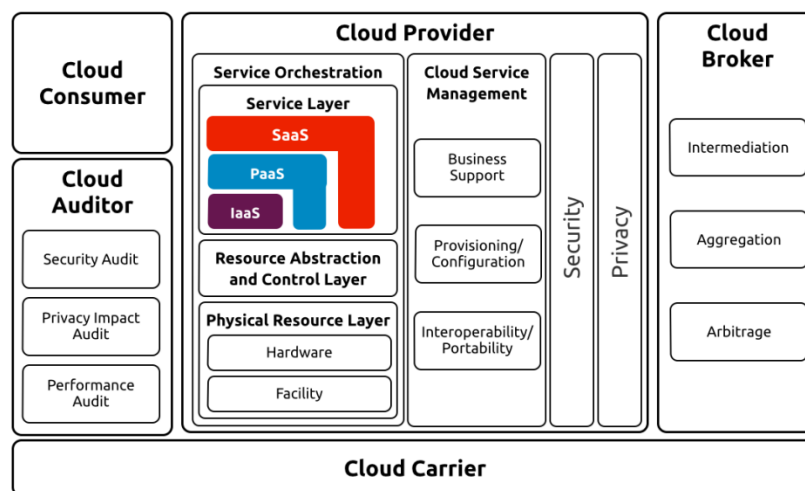 Cloud
Consumer
Cloud
Auditor
Security Audit
Privacy Impact
Audit
Performance
Audit
Cloud Provider
Service Orchestration
Service Layer
SaaS
PaaS
IaaS
Resource Abstraction
and Control Layer
Physical Resource Layer
Hardware
Facility
Cloud Service
Management
Business
Support
Provisioning/
Configuration
Interoperability/
Portability
Security
Privacy
Cloud
Broker
Intermediation
Aggregation
Arbitrage
Cloud Carrier